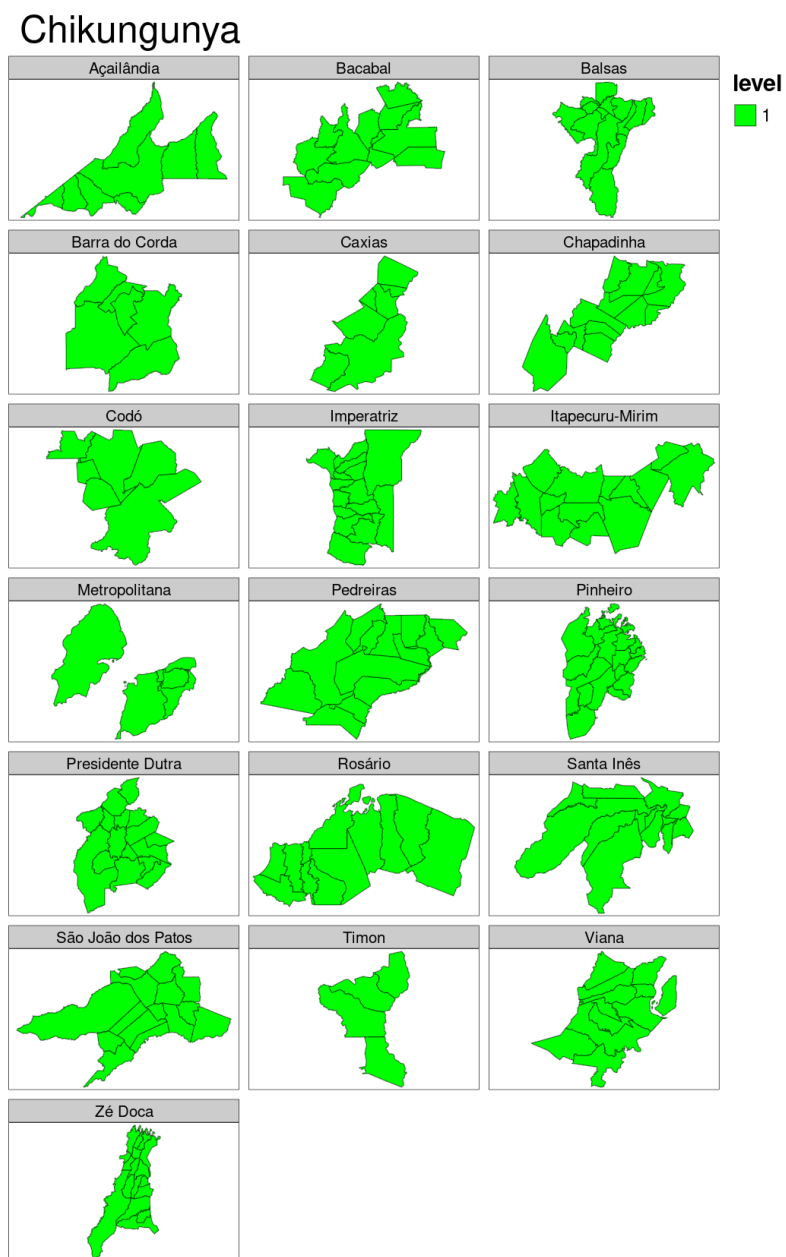 Chikungunya
Açailândia
Bacabal
Balsas
level
1
Barra do Corda
Caxias
Chapadinha
Codó
Imperatriz
Itapecuru-Mirim
Metropolitana
Pedreiras
Pinheiro
Presidente Dutra
Rosário
Santa Inês
São João dos Patos
Timon
Viana
Zé Doca